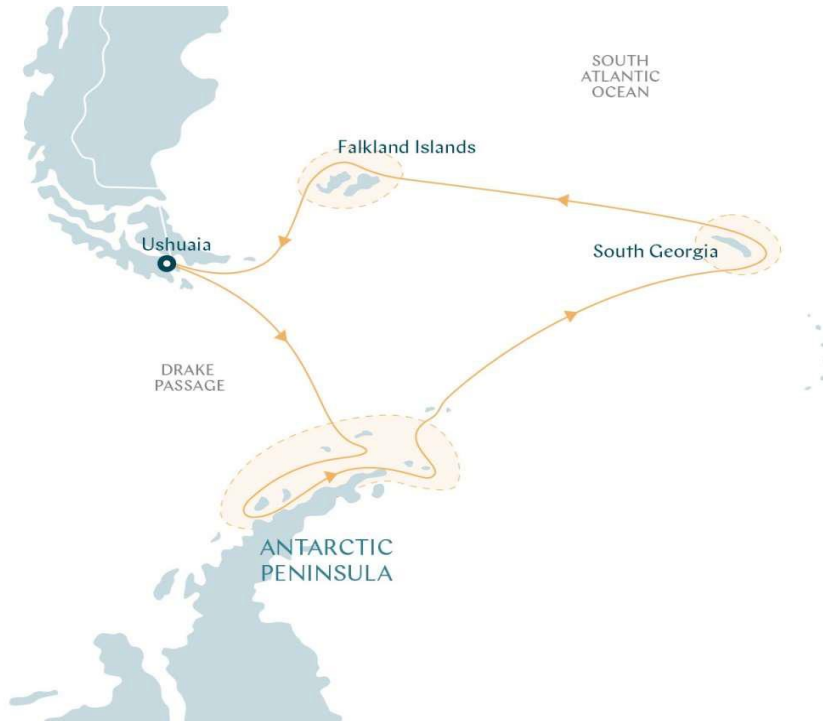 SOUTH
ATLANTIC
OCEAN
Falkland Islands
Ushuaia
South Georgia
DRAKE
PASSAGE
ANTARCTIC
PENINSULA